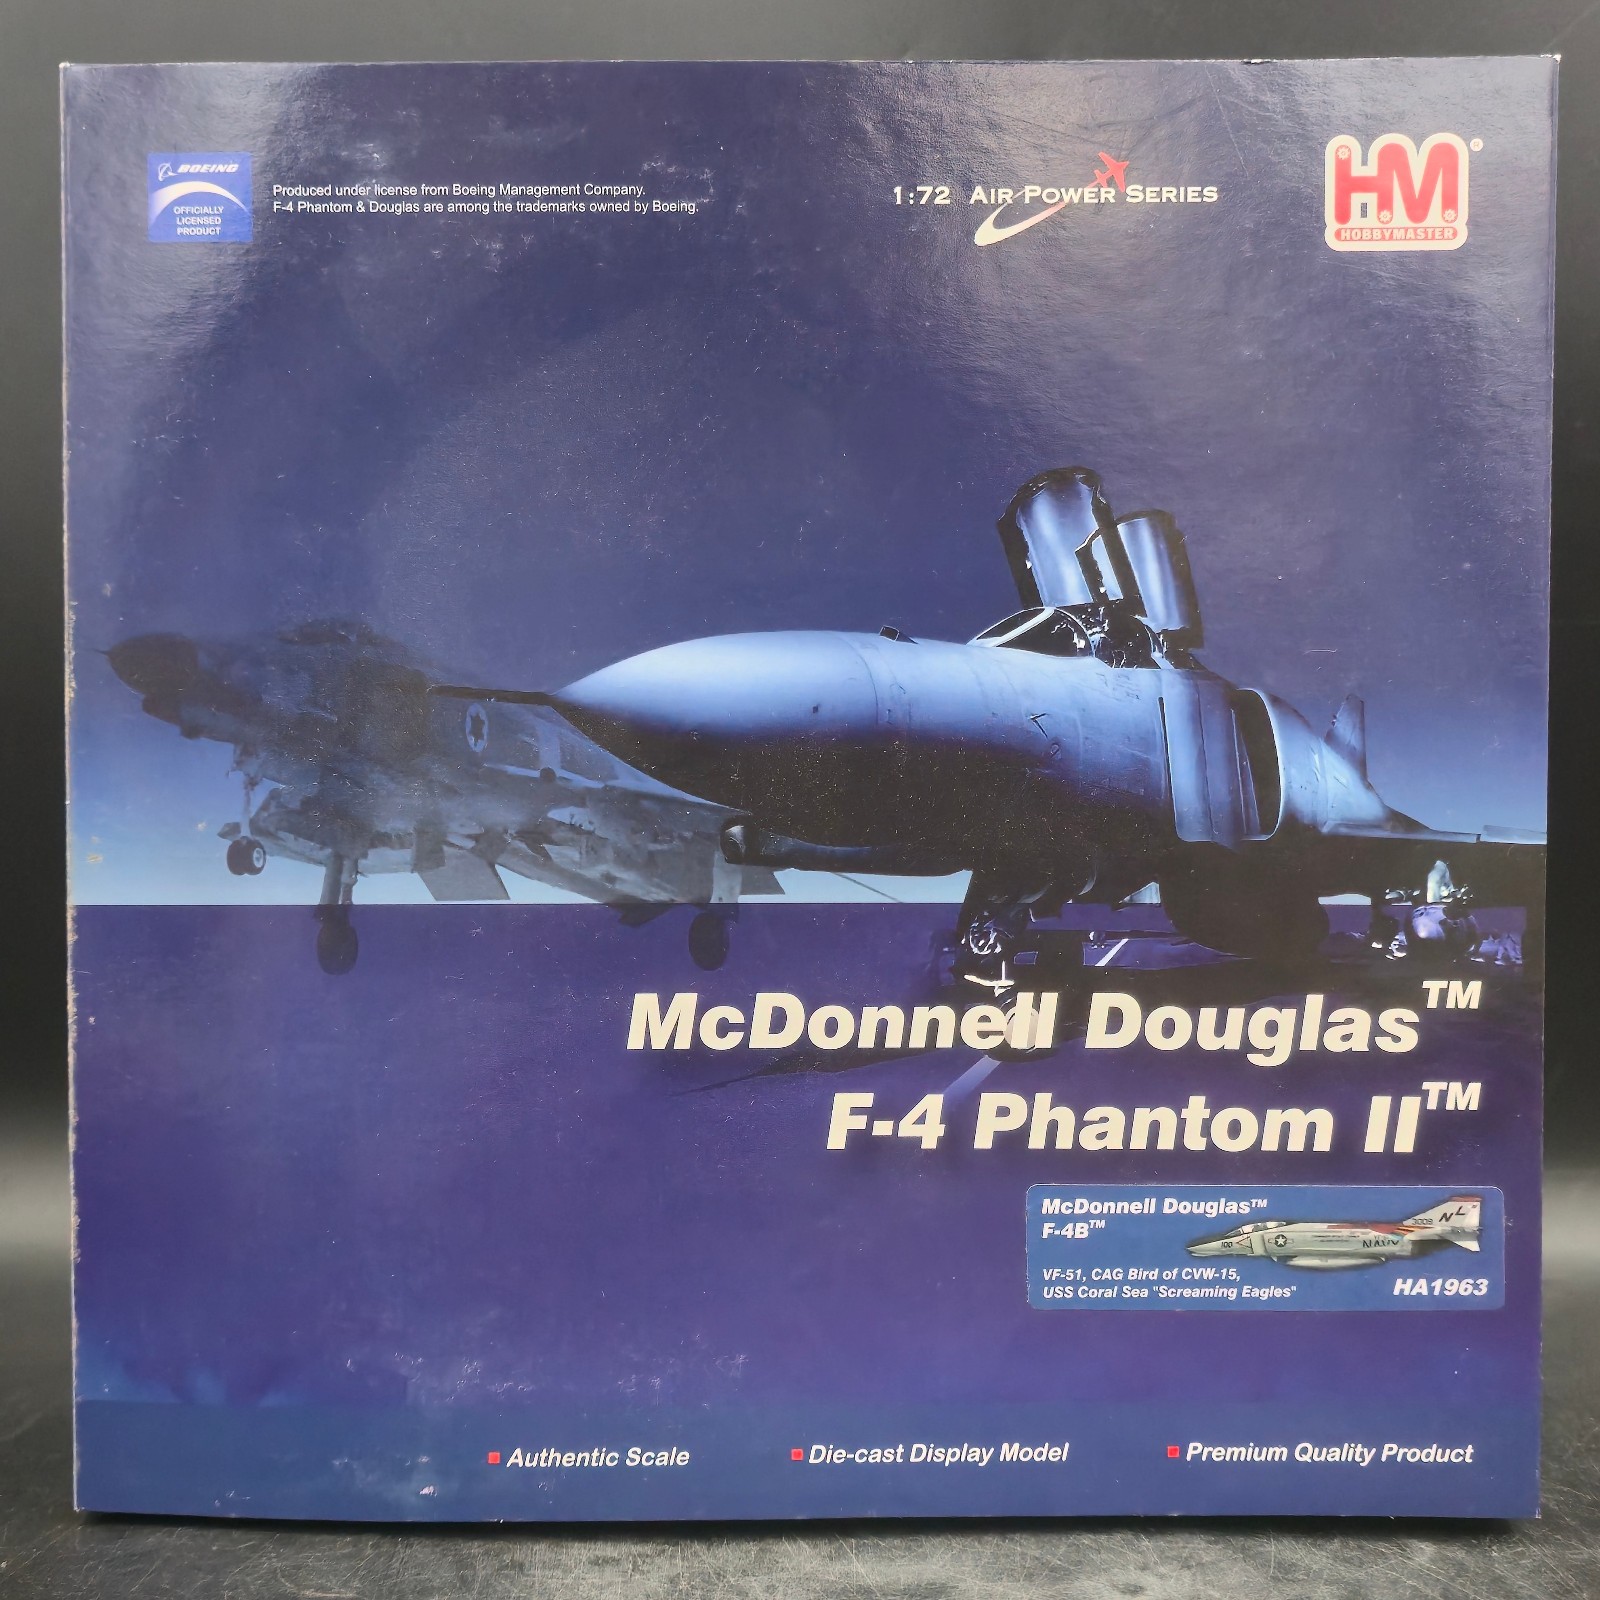 BOEING
OFFICIALLY
LICENSED
PRODUCT
Produced under license from Boeing Management Company.
F-4 Phantom & Douglas are among the trademarks owned by Boeing.
1:72 AIR POWER SERIES
HM®
HOBBYMASTER
McDonnell Douglas™
F-4 Phantom II™
McDonnell Douglas™
F-4B™
VF-51, CAG Bird of CVW-15,
USS Coral Sea "Screaming Eagles"
100
3009
NL
NAVY
HA1963
Authentic Scale
Die-cast Display Model
Premium Quality Product